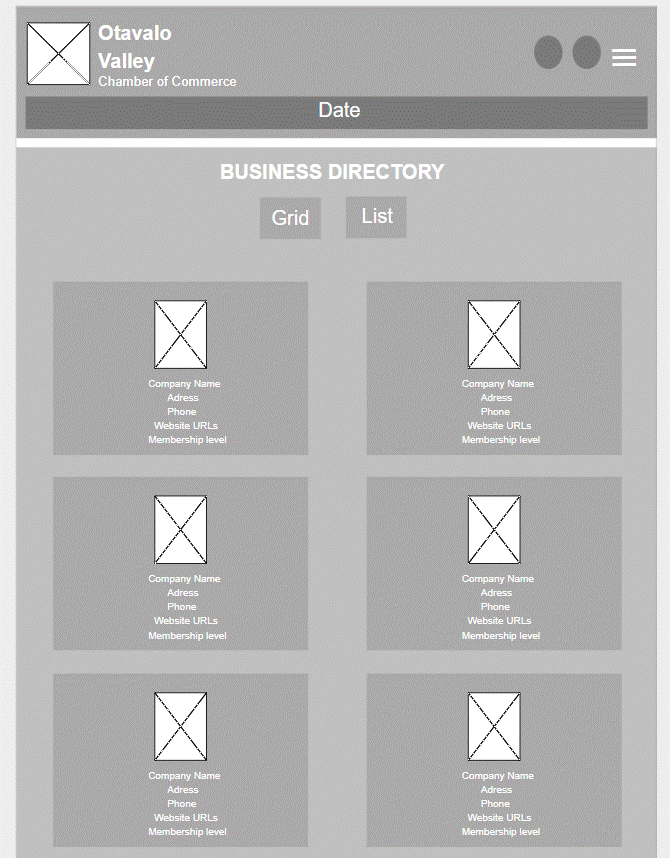 Otavalo
Valley
Chamber of Commerce
Date
BUSINESS DIRECTORY
Grid
List
Company Name
Adress
Phone
Website URLs
Membership level
Company Name
Adress
Phone
Website URLs
Membership level
Company Name
Adress
Phone
Website URLs
Membership level
Company Name
Adress
Phone
Website URLs
Membership level
Company Name
Adress
Phone
Website URLs
Membership level
Company Name
Adress
Phone
Website URLs
Membership level